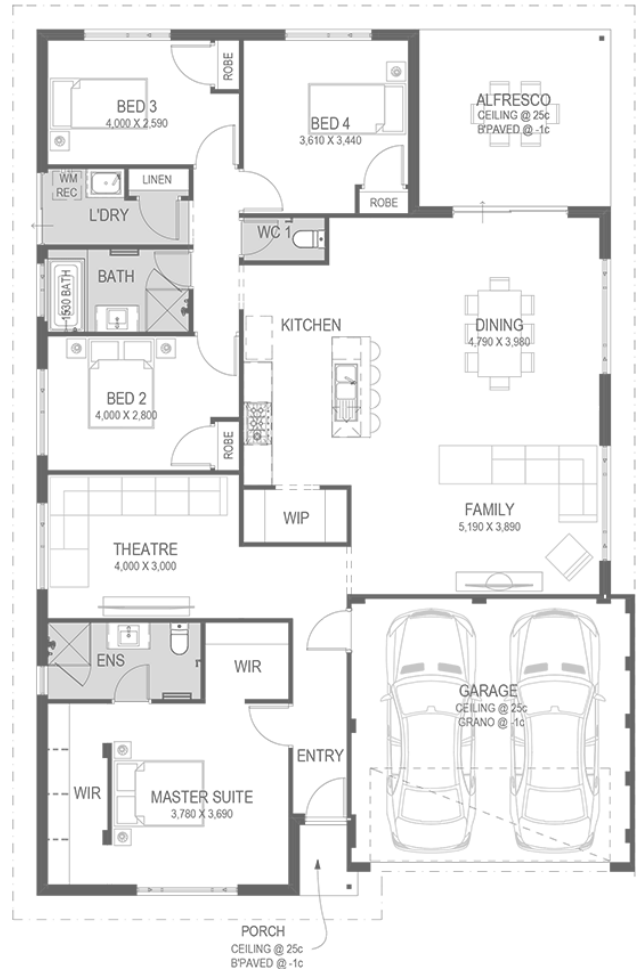 ROBE
BED 3
4,000 X 2,590
BED 4
3,610 X 3,440
ALFRESCO
CEILING @ 25c
B'PAVED @ -1c
WM
REC
LINEN
L'DRY
ROBE
WC 1
BATH
1530 BATH
KITCHEN
DINING
4,790 X 3,980
BED 2
4,000 X 2,800
ROBE
WIP
FAMILY
5,190 X 3,890
THEATRE
4,000 X 3,000
ENS
WIR
GARAGE
CEILING @ 25c
GRANO @ -1c
ENTRY
WIR
MASTER SUITE
3,780 X 3,690
PORCH
CEILING @ 25c
B'PAVED @ -1c